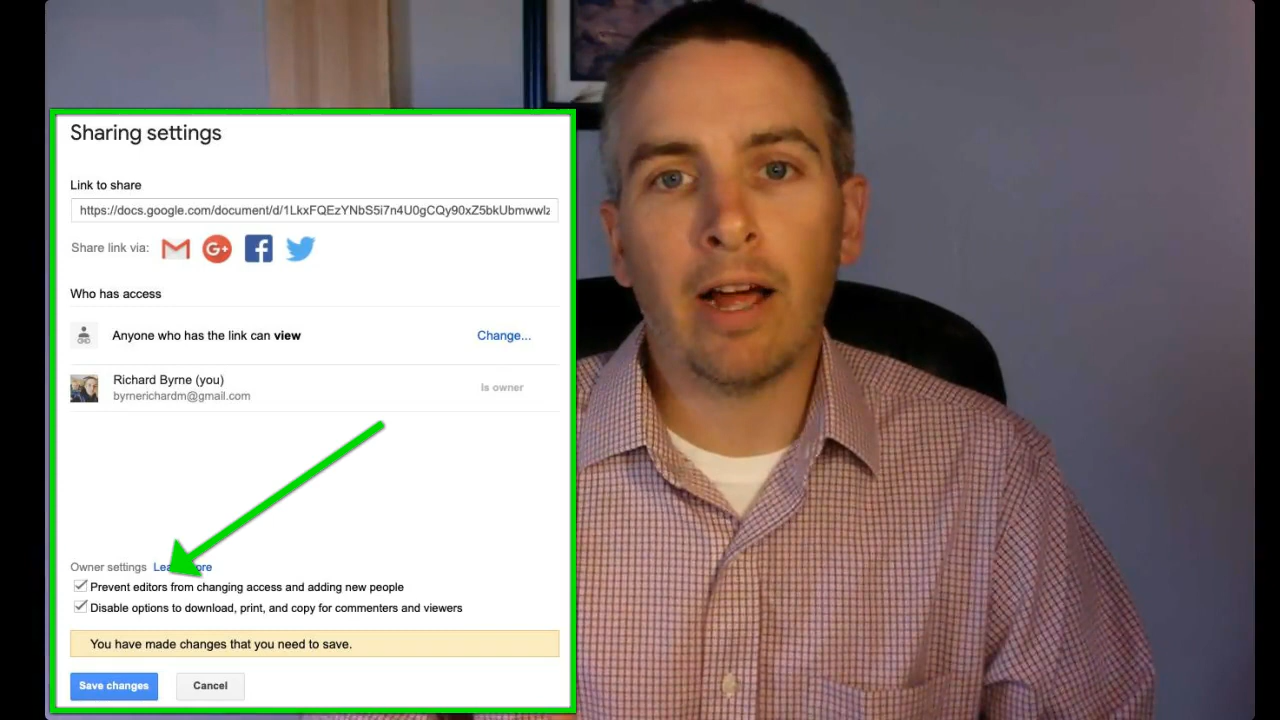 Sharing settings
Link to share
https://docs.google.com/document/d/1LkxFQEzYNbS5i7n4U0gCQy90xZ5bkUbmwwlz
Share link via:
Who has access
Anyone who has the link can view
Change...
Richard Byrne (you)
Is owner
byrnerichardm@gmail.com
Owner settings
Prevent editors from changing access and adding new people
Disable options to download, print, and copy for commenters and viewers
You have made changes that you need to save.
Save changes
Cancel